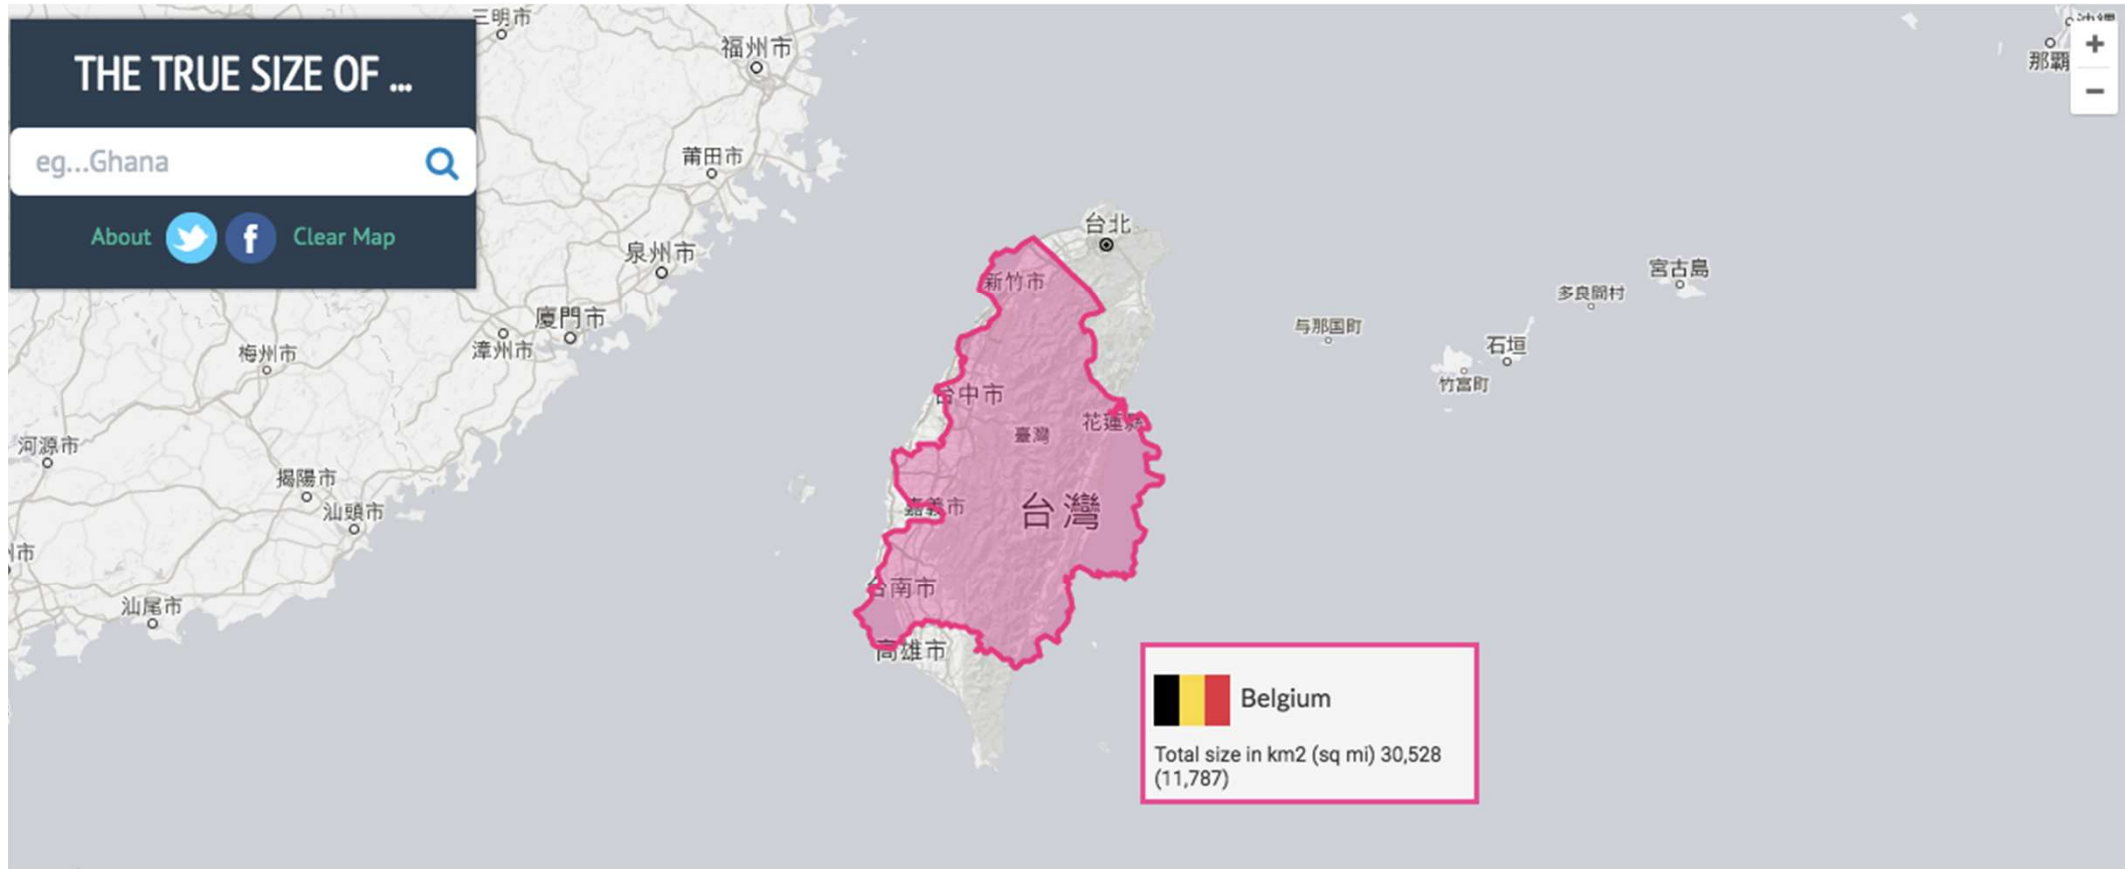 THE TRUE SIZE OF ...
eg...Ghana
About
Clear Map
+
−
三明市
福州市
莆田市
泉州市
廈門市
漳州市
梅州市
河源市
揭陽市
汕頭市
汕尾市
台北
新竹市
台中市
花蓮縣
臺灣
嘉義市
台灣
台南市
高雄市
那覇
宮古島
多良間村
与那国町
石垣
竹富町
Belgium
Total size in km2 (sq mi) 30,528
(11,787)